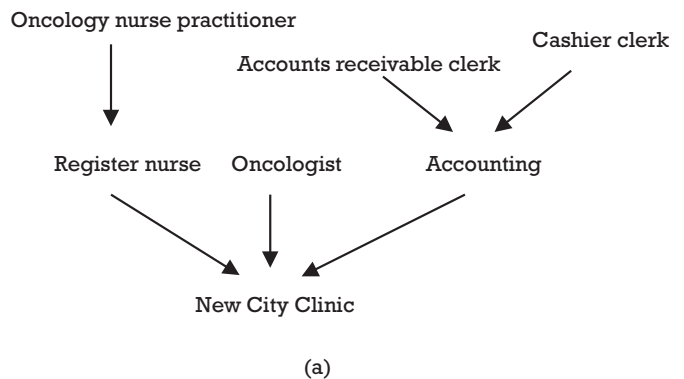 Oncology nurse practitioner
Cashier clerk
Accounts receivable clerk
Register nurse
Oncologist
Accounting
New City Clinic
(a)